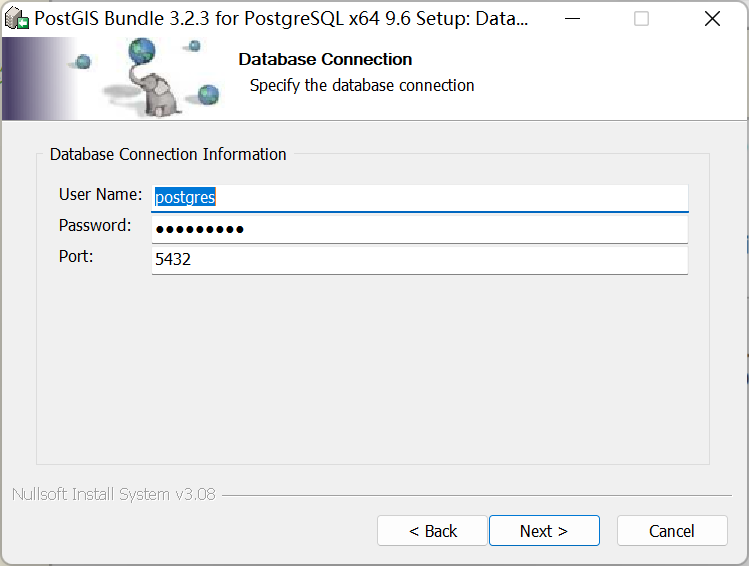 PostGIS Bundle 3.2.3 for PostgreSQL x64 9.6 Setup: Data...
Database Connection
Specify the database connection
Database Connection Information
User Name: postgres
Password: ●●●●●●●●●
Port: 5432
Nullsoft Install System v3.08
< Back Next > Cancel